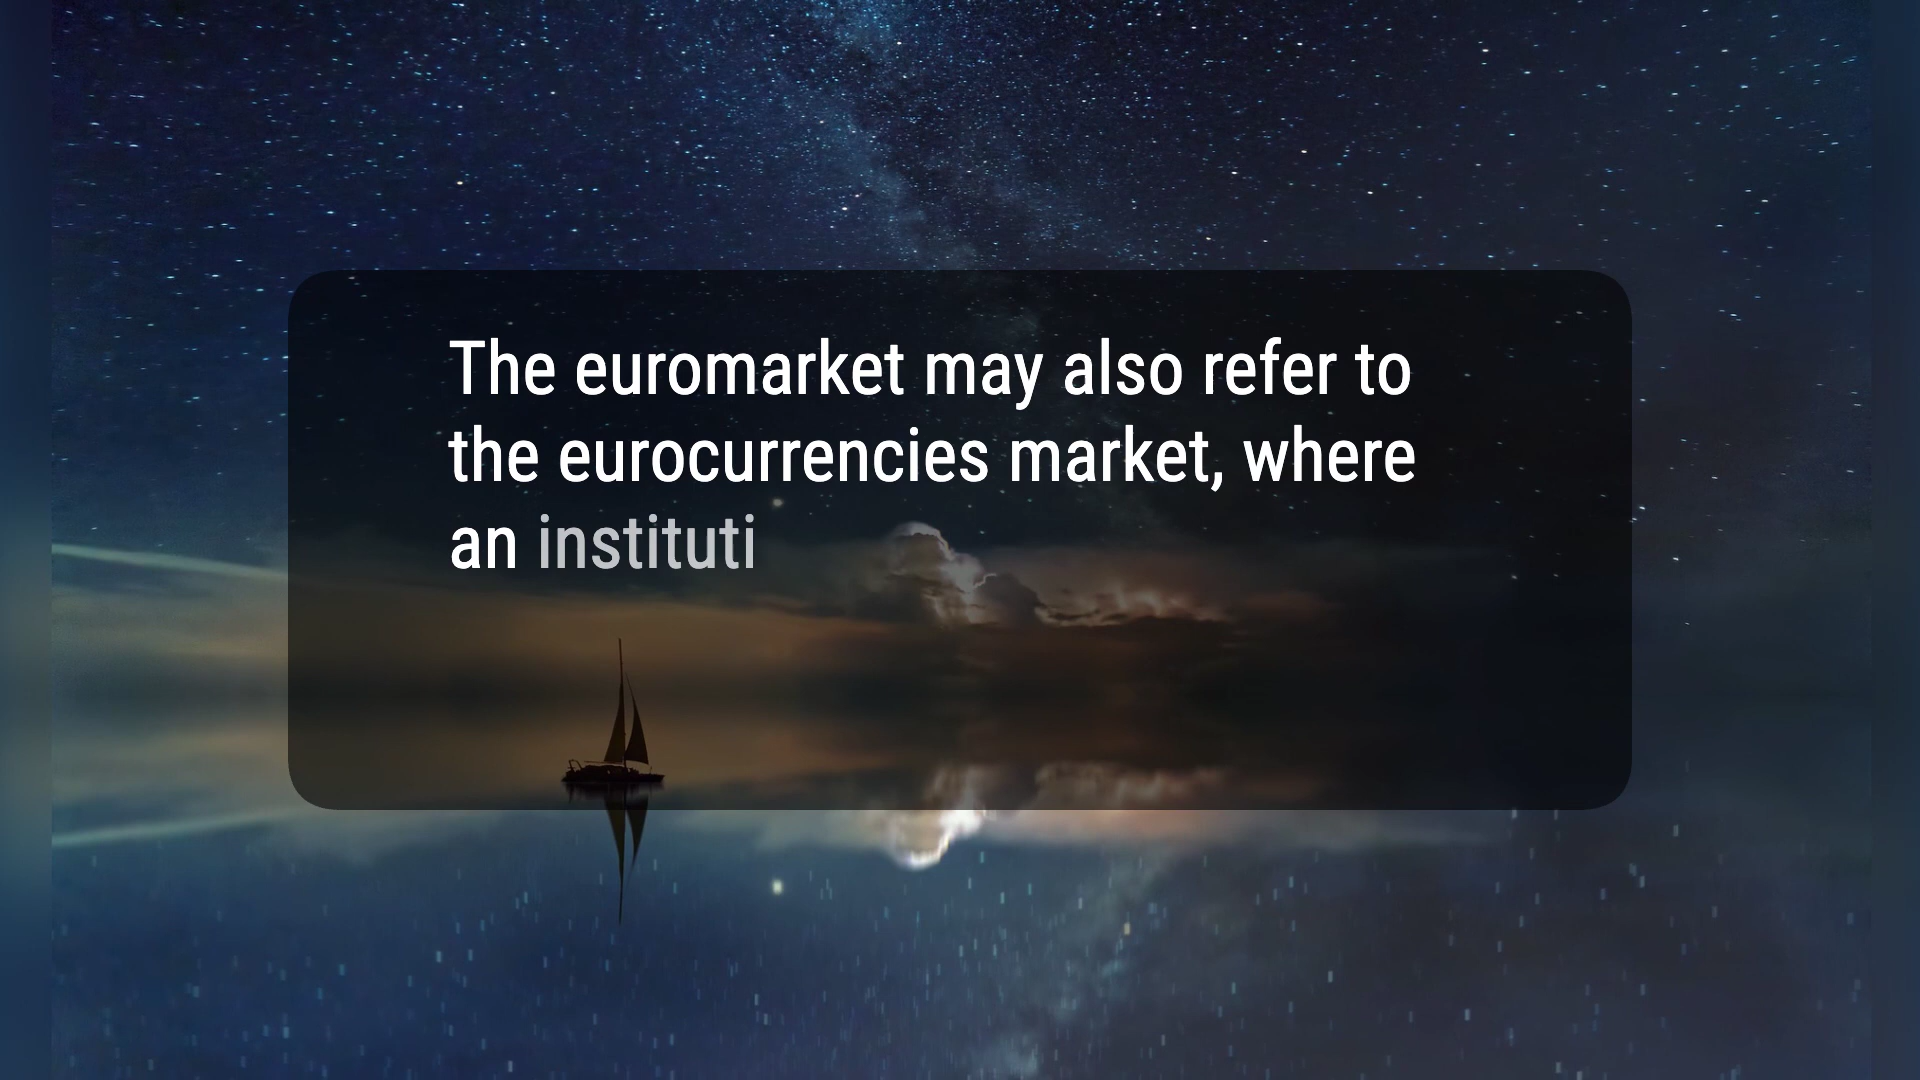 The euromarket may also refer to
the eurocurrencies market, where
an instituti